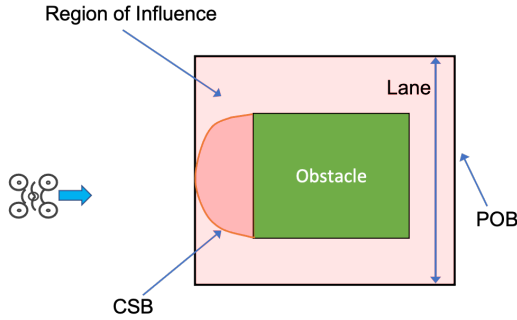 Region of Influence
Lane
Obstacle
POB
CSB